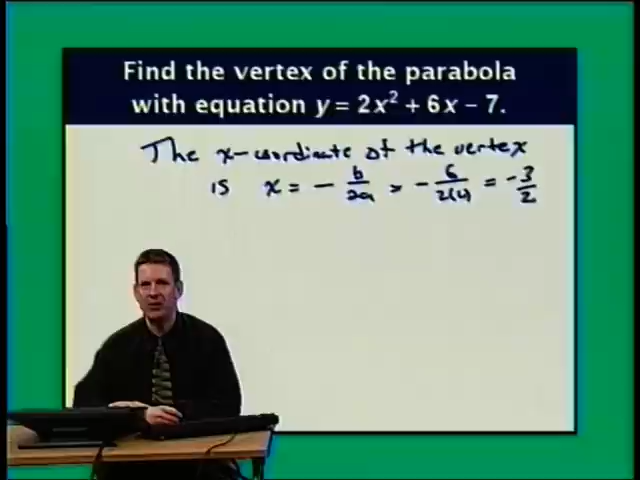 Find the vertex of the parabola
with equation y = 2x² + 6x − 7.
The x-coordinate of the vertex
is x = - b/2a = - 6/2(2) = -3/2